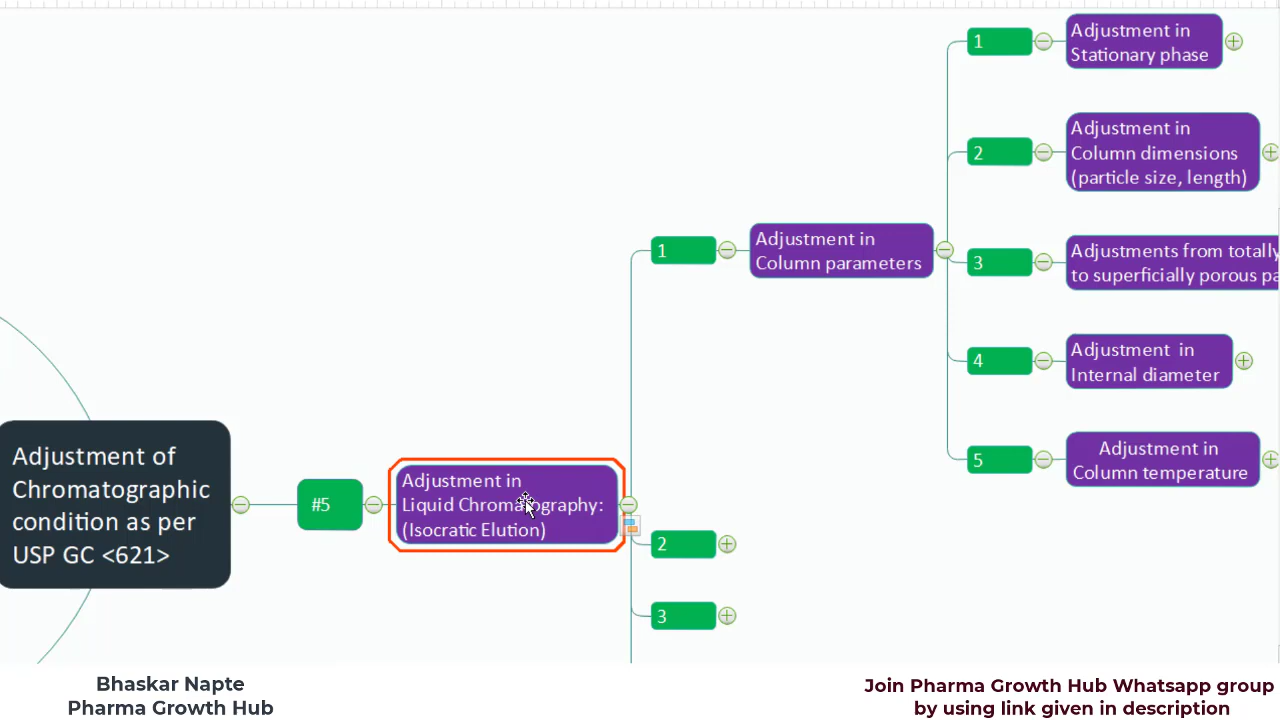 Adjustment of
Chromatographic
condition as per
USP GC <621>
#5
Adjustment in
Liquid Chromatography:
(Isocratic Elution)
1
Adjustment in
Column parameters
1
Adjustment in
Stationary phase
2
Adjustment in
Column dimensions
(particle size, length)
3
Adjustments from totally
to superficially porous
4
Adjustment in
Internal diameter
5
Adjustment in
Column temperature
2
3
Bhaskar Napte
Pharma Growth Hub
Join Pharma Growth Hub Whatsapp group
by using link given in description